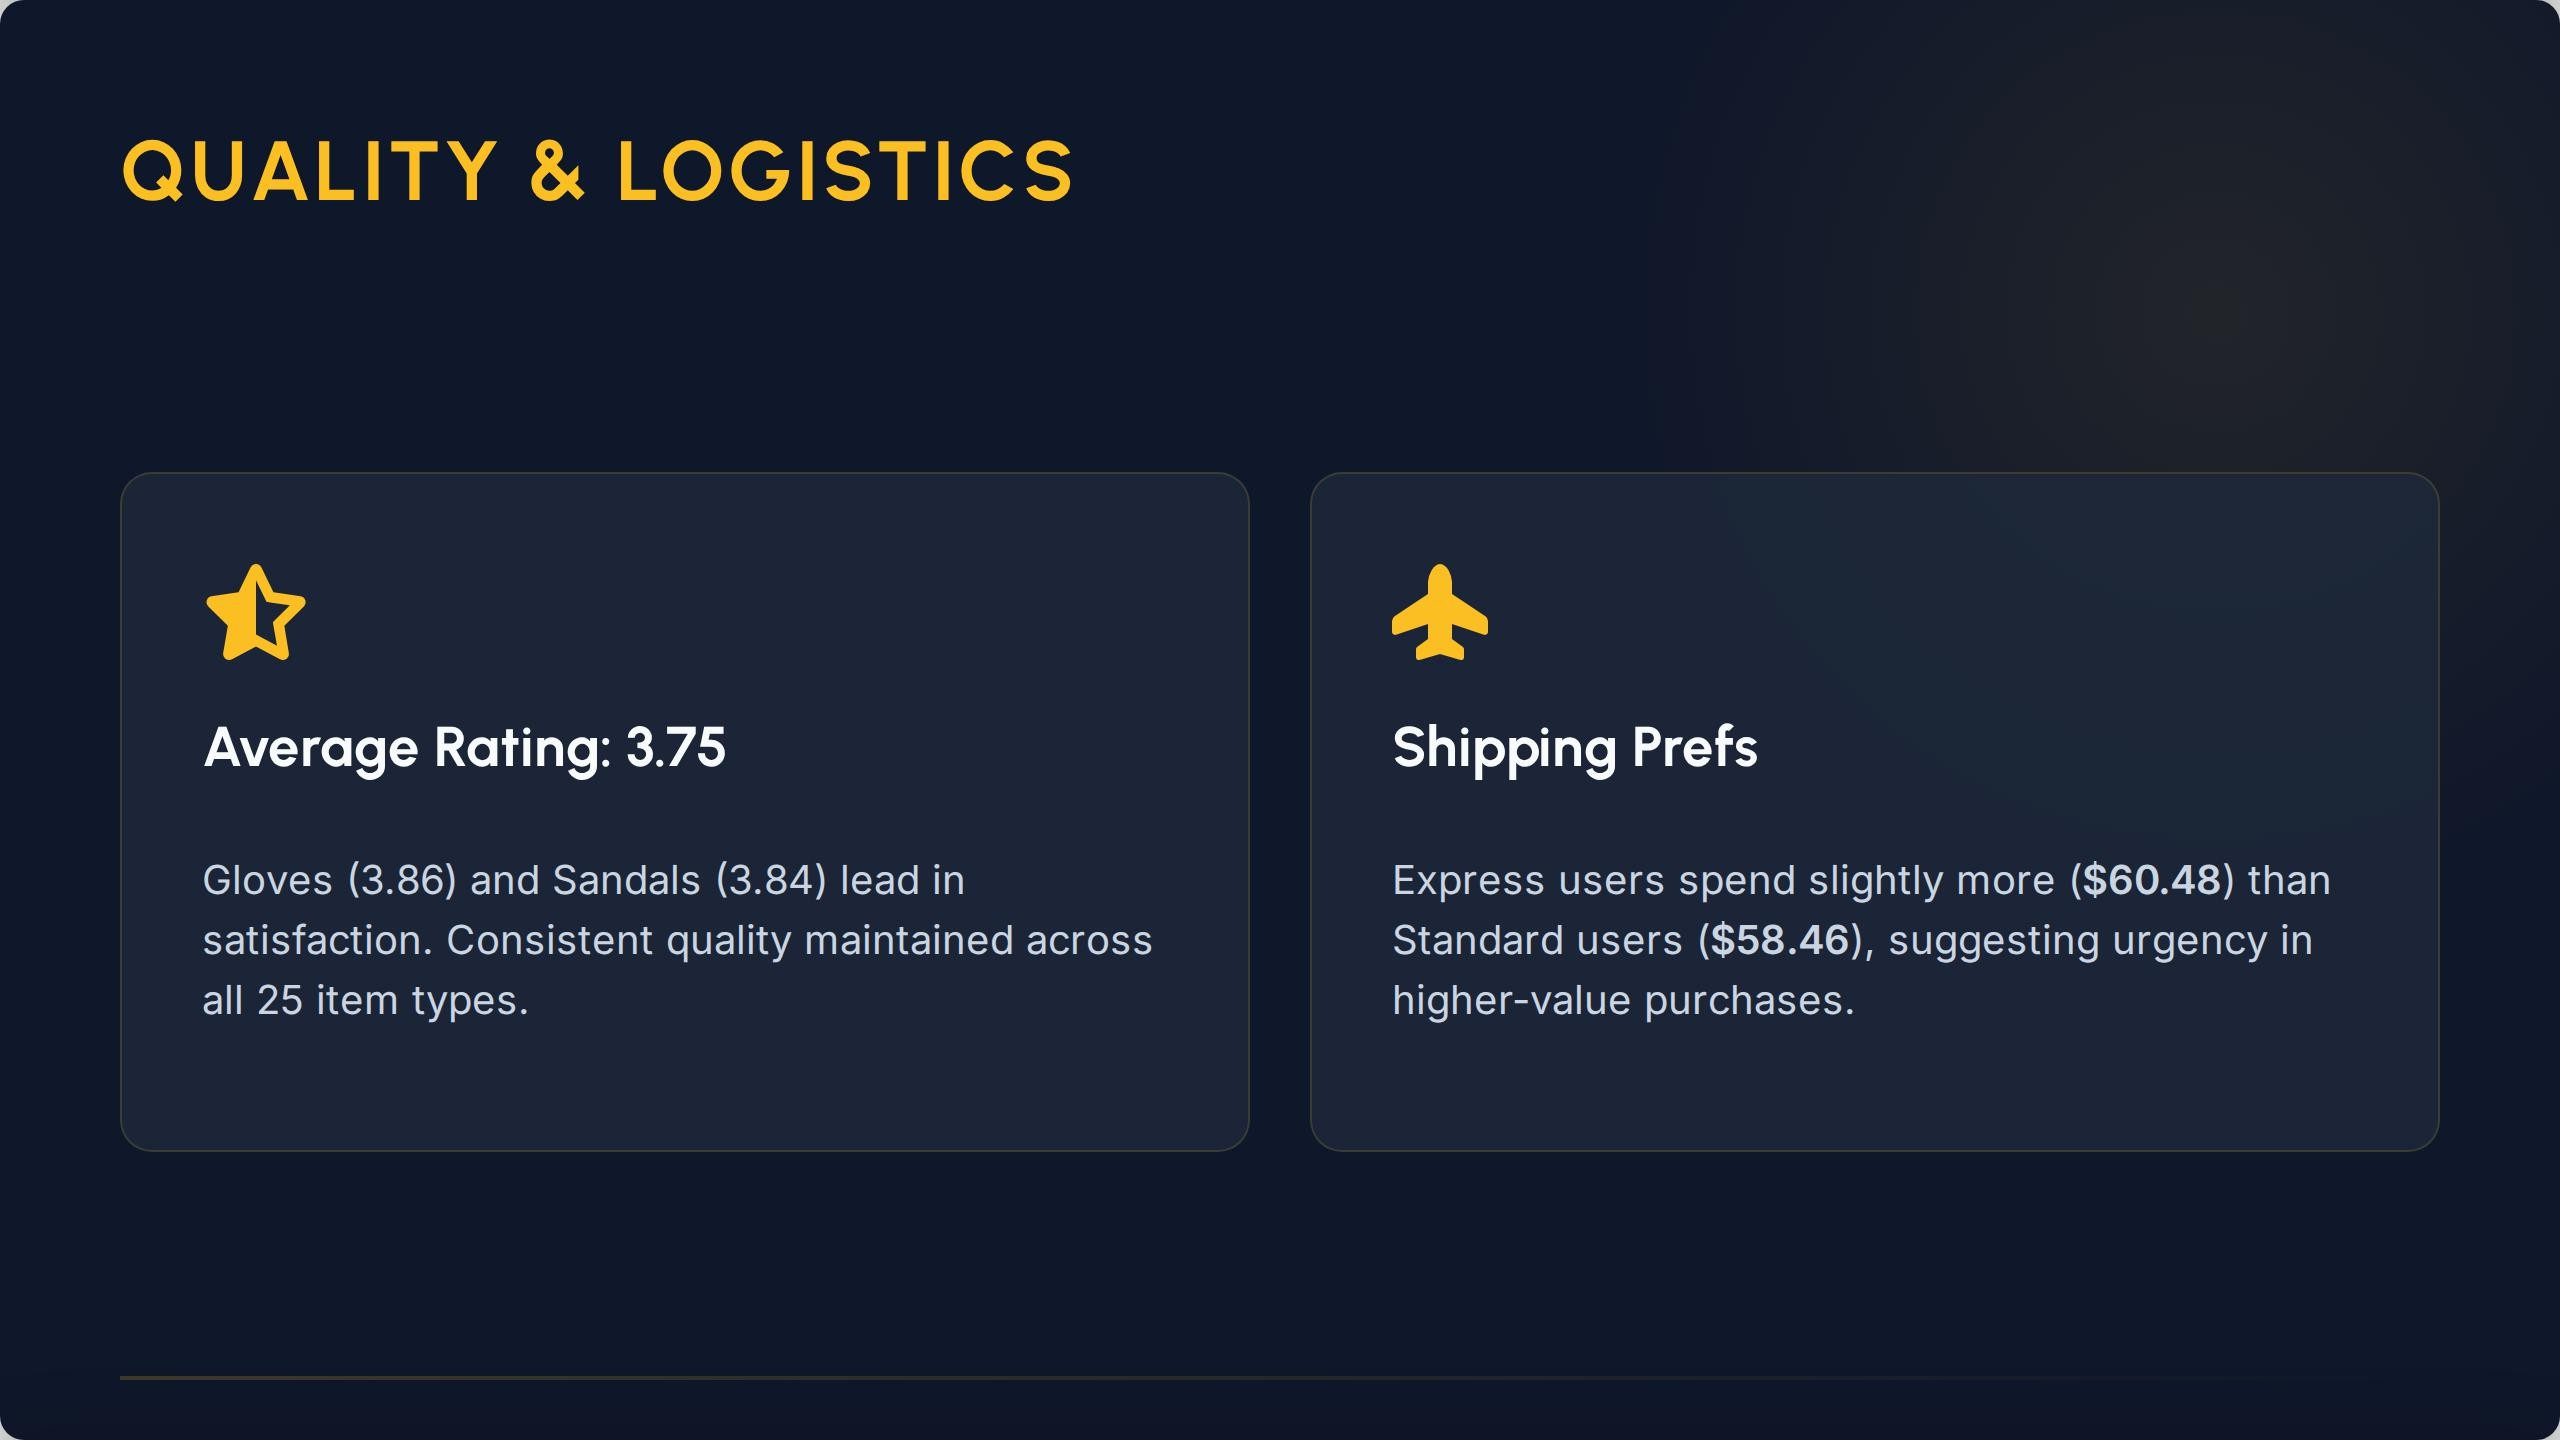 QUALITY & LOGISTICS
Average Rating: 3.75
Gloves (3.86) and Sandals (3.84) lead in
satisfaction. Consistent quality maintained across
all 25 item types.
Shipping Prefs
Express users spend slightly more ($60.48) than
Standard users ($58.46), suggesting urgency in
higher-value purchases.